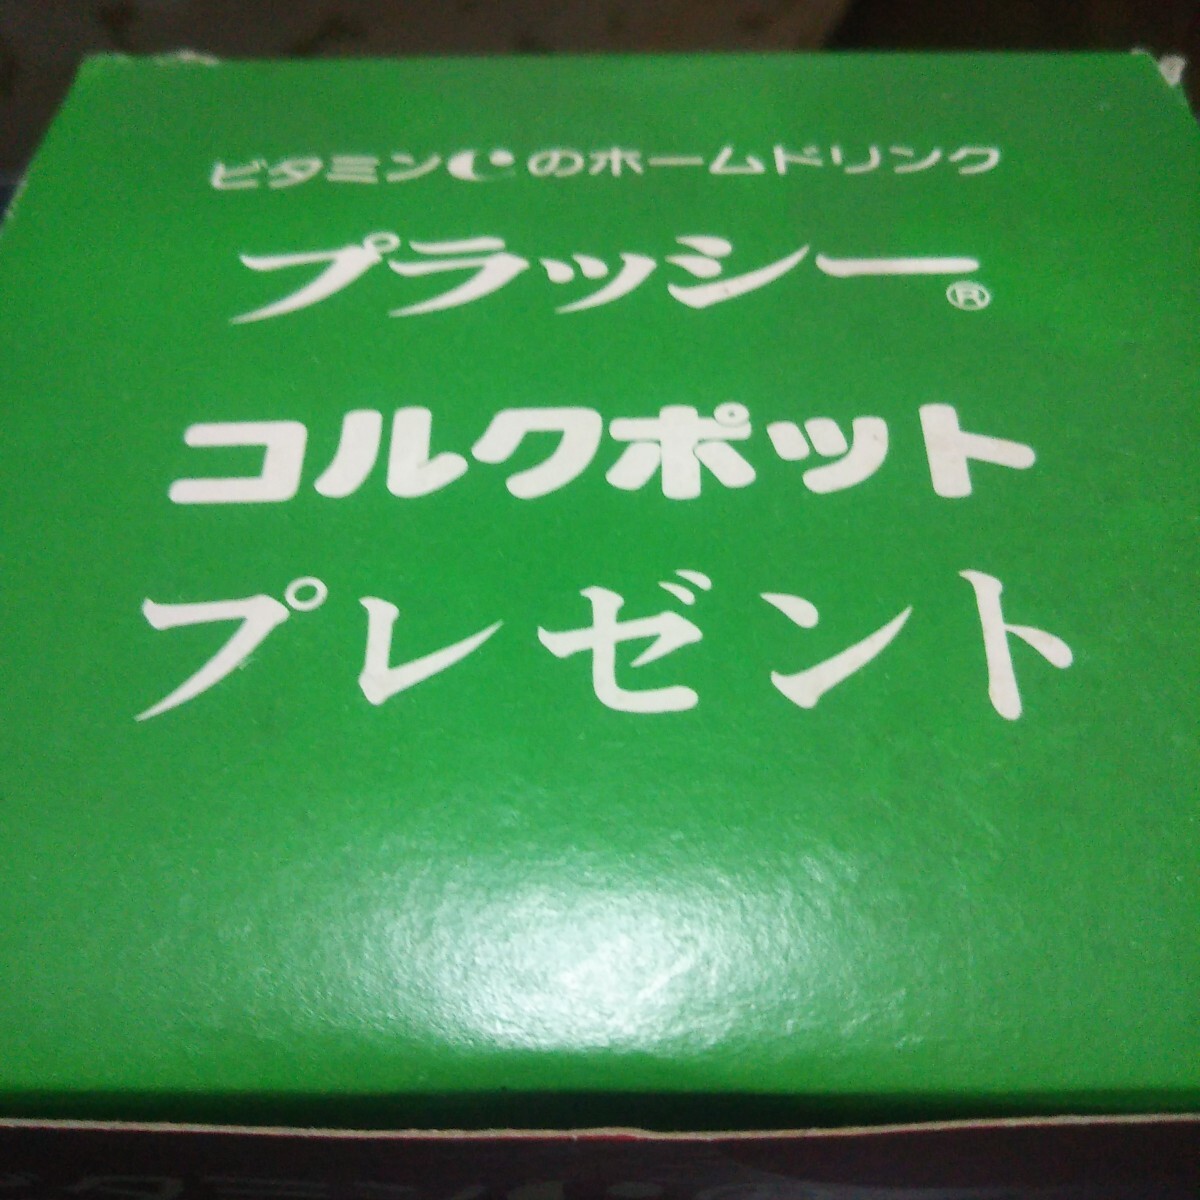 ビタミンCのホームドリンク
プラッシー®
コルクポット
プレゼント